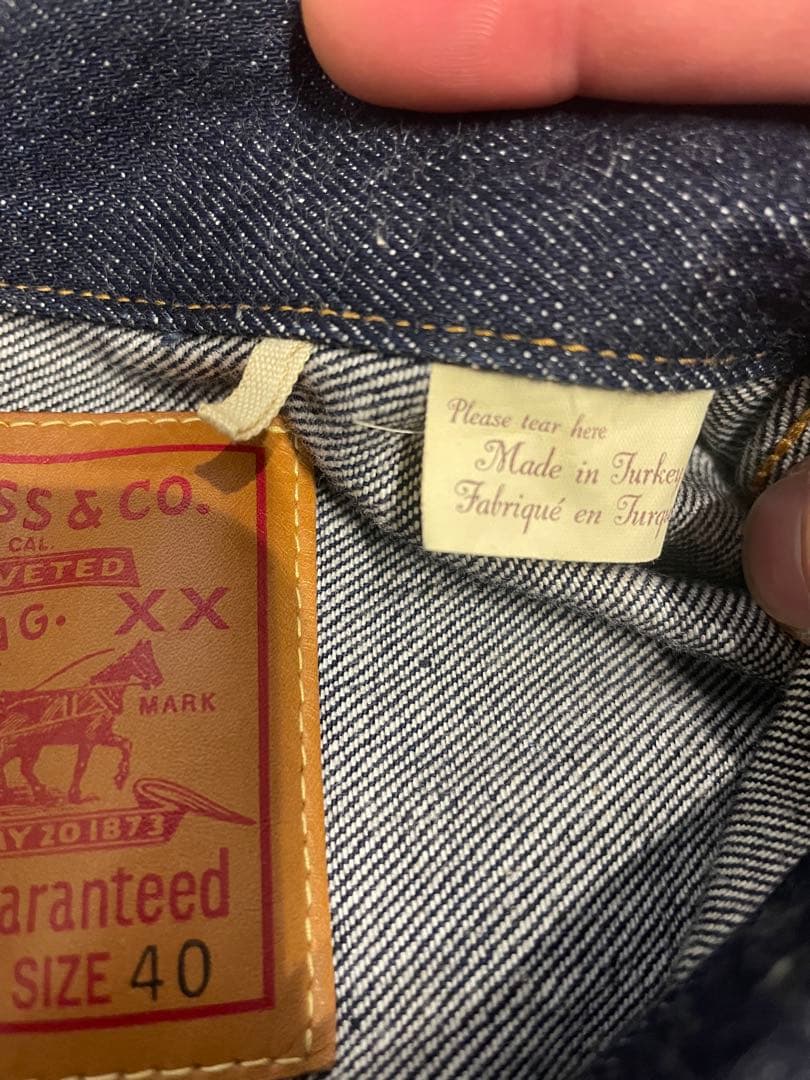 SS & CO.
CAL.
VETED
G. XX
MARK
AY 20 1873
aranteed
SIZE 40
Please tear here
Made in Turkey
Fabriqué en Turq